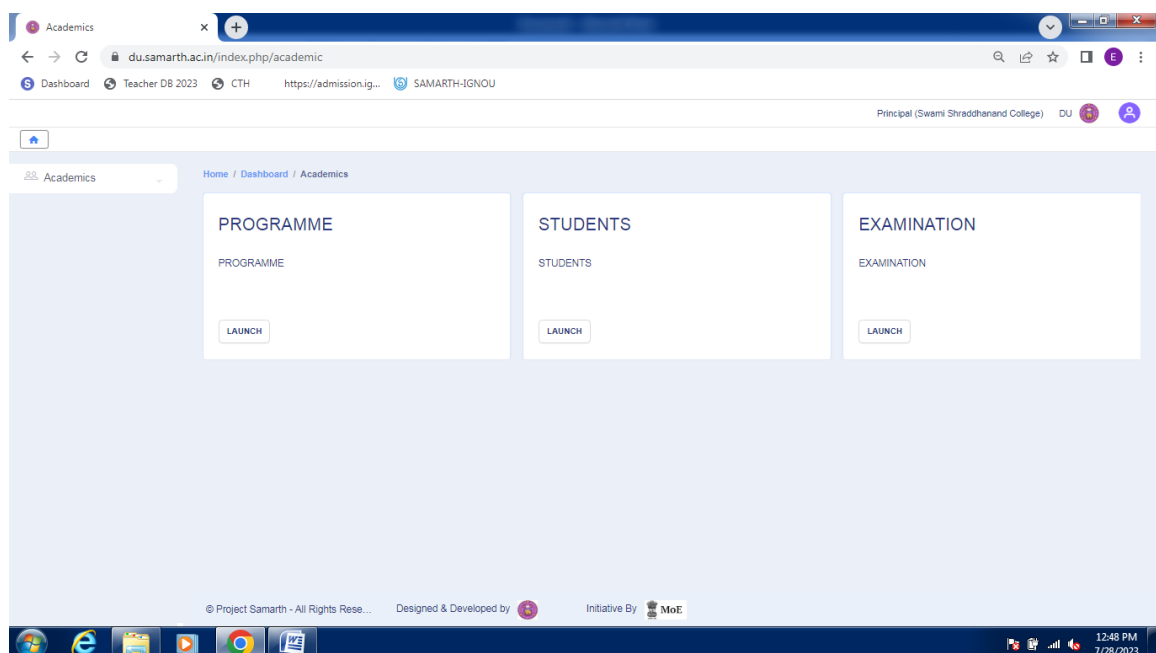 Academics
du.samarth.ac.in/index.php/academic
E
S Dashboard Teacher DB 2023 CTH https://admission.ig... SAMARTH-IGNOU
Principal (Swami Shraddhanand College) DU
Academics
Home / Dashboard / Academics
PROGRAMME STUDENTS EXAMINATION
PROGRAMME STUDENTS EXAMINATION
LAUNCH LAUNCH LAUNCH
© Project Samarth - All Rights Rese... Designed & Developed by Initiative By MoE
12:48 PM
7/28/2023